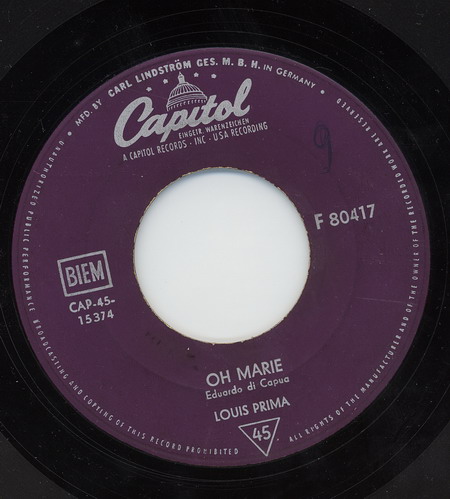 MFD. BY CARL LINDSTRÖM GES. M. B. H. IN GERMANY
Capitol
EINGETR. WARENZEICHEN
A CAPITOL RECORDS - INC - USA RECORDING
9
F 80417
BIEM
CAP-45-
15374
OH MARIE
Eduardo di Capua
LOUIS PRIMA
45
UNAUTHORIZED PUBLIC PERFORMANCE BROADCASTING AND COPYING OF THIS RECORD PROHIBITED
ALL RIGHTS OF THE MANUFACTURER AND OF THE OWNER OF THE RECORDED WORK ARE RESERVED